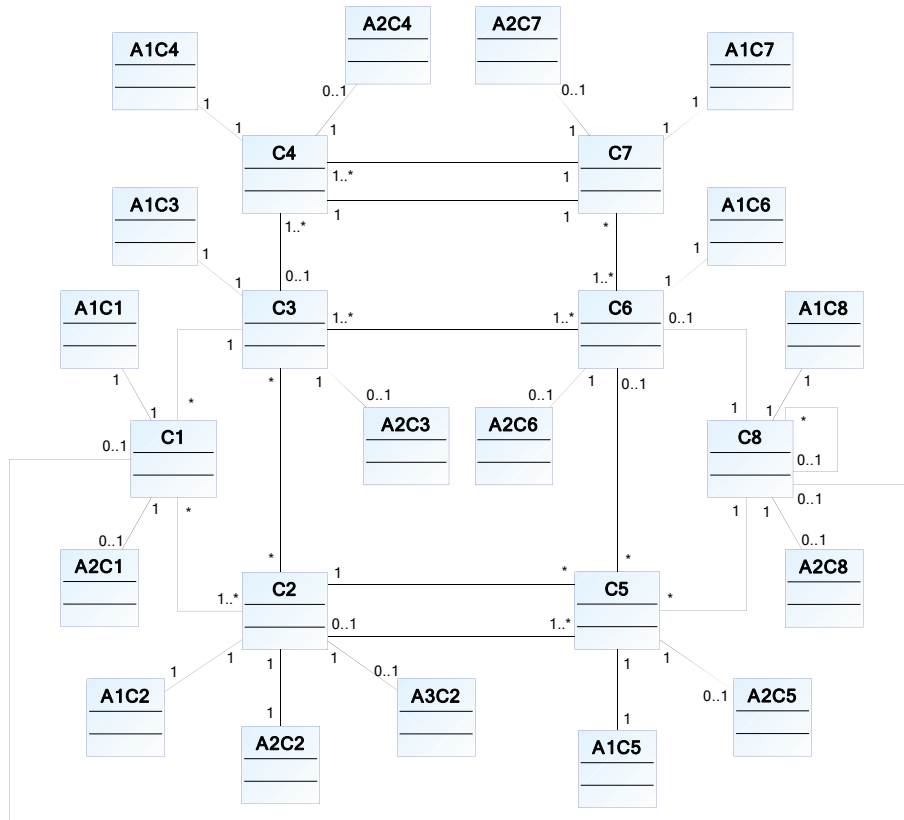 A2C4 A2C7
A1C4 A1C7
0..1 0..1
1 1
1 1 1 1
C4 C7
1..* 1
1 1
A1C3 A1C6
1..* *
1 1
0..1 1..*
1 1
A1C1 C3 C6 A1C8
1..* 1..* 0..1
1
1 1 1 0..1 1
* 0..1 0..1 *
1 1 1
A2C3 A2C6
*
C1 C8
0..1 0..1
0..1
1 * 1 1
0..1 0..1
* *
A2C1 A2C8
1 *
C2 C5
1..* *
0..1 1..*
1 1 1 1 1
1 0..1 0..1
A1C2 A3C2 A2C5
1 1
A2C2 A1C5